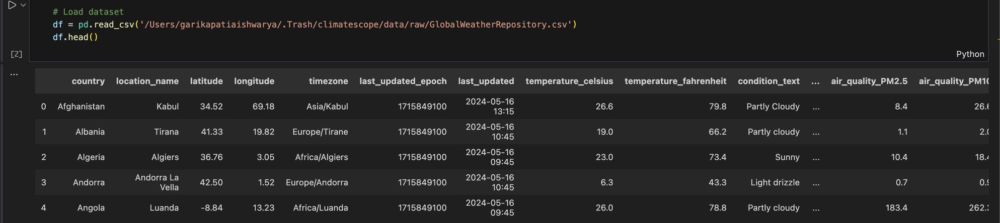 # Load dataset
df = pd.read_csv('/Users/garikapatiaishwarya/.Trash/climatescope/data/raw/GlobalWeatherRepository.csv')
df.head()
[2]
Python
...
country location_name latitude longitude timezone last_updated_epoch last_updated temperature_celsius temperature_fahrenheit condition_text ... air_quality_PM2.5 air_quality_PM10
0 Afghanistan Kabul 34.52 69.18 Asia/Kabul 1715849100 2024-05-16 13:15 26.6 79.8 Partly Cloudy ... 8.4 26.6
1 Albania Tirana 41.33 19.82 Europe/Tirane 1715849100 2024-05-16 10:45 19.0 66.2 Partly cloudy ... 1.1 2.0
2 Algeria Algiers 36.76 3.05 Africa/Algiers 1715849100 2024-05-16 09:45 23.0 73.4 Sunny ... 10.4 18.4
3 Andorra Andorra La Vella 42.50 1.52 Europe/Andorra 1715849100 2024-05-16 10:45 6.3 43.3 Light drizzle ... 0.7 0.9
4 Angola Luanda -8.84 13.23 Africa/Luanda 1715849100 2024-05-16 09:45 26.0 78.8 Partly cloudy ... 183.4 262.3